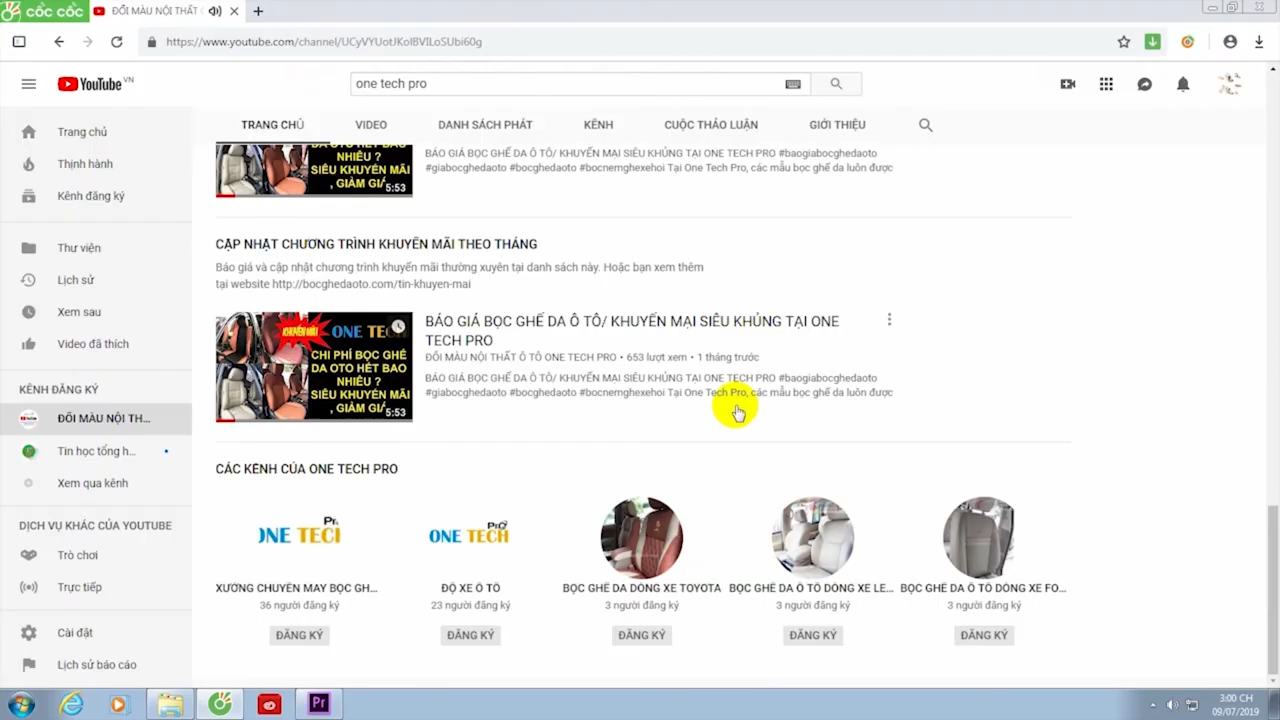 cốc cốc
ĐỔI MÀU NỘI THẤT
https://www.youtube.com/channel/UCyVYUotJKolBVILoSUbi60g
YouTube VN
one tech pro
TRANG CHỦ VIDEO DANH SÁCH PHÁT KÊNH CUỘC THẢO LUẬN GIỚI THIỆU
Trang chủ
Thịnh hành
Kênh đăng ký
Thư viện
Lịch sử
Xem sau
Video đã thích
KÊNH ĐĂNG KÝ
ĐỔI MÀU NỘI TH...
Tin học tổng h...
Xem qua kênh
DỊCH VỤ KHÁC CỦA YOUTUBE
Trò chơi
Trực tiếp
Cài đặt
Lịch sử báo cáo
DA OTO HẾT BAO
NHIÊU ?
SIÊU KHUYẾN MÃI
, GIẢM GIÁ
5:53
BÁO GIÁ BỌC GHẾ DA Ô TÔ/ KHUYẾN MẠI SIÊU KHỦNG TẠI ONE TECH PRO #baogiabocghedaoto
#giabocghedaoto #bocghedaoto #bocnemghexehoi Tại One Tech Pro, các mẫu bọc ghế da luôn được
CẬP NHẬT CHƯƠNG TRÌNH KHUYẾN MÃI THEO THÁNG
Báo giá và cập nhật chương trình khuyến mãi thường xuyên tại danh sách này. Hoặc bạn xem thêm
tại website http://bocghedaoto.com/tin-khuyen-mai
KHUYẾN MÃI
ONE TECH
CHI PHÍ BỌC GHẾ
DA OTO HẾT BAO
NHIÊU ?
SIÊU KHUYẾN MÃI
, GIẢM GIÁ
5:53
BÁO GIÁ BỌC GHẾ DA Ô TÔ/ KHUYẾN MẠI SIÊU KHỦNG TẠI ONE
TECH PRO
ĐỔI MÀU NỘI THẤT Ô TÔ ONE TECH PRO • 653 lượt xem • 1 tháng trước
BÁO GIÁ BỌC GHẾ DA Ô TÔ/ KHUYẾN MẠI SIÊU KHỦNG TẠI ONE TECH PRO #baogiabocghedaoto
#giabocghedaoto #bocghedaoto #bocnemghexehoi Tại One Tech Pro, các mẫu bọc ghế da luôn được
CÁC KÊNH CỦA ONE TECH PRO
ONE TECH Pro
ONE TECH Pro
XƯỞNG CHUYÊN MAY BỌC GH... ĐỘ XE Ô TÔ BỌC GHẾ DA DÒNG XE TOYOTA BỌC GHẾ DA Ô TÔ DÒNG XE LE... BỌC GHẾ DA Ô TÔ DÒNG XE FO...
36 người đăng ký 23 người đăng ký 3 người đăng ký 3 người đăng ký 3 người đăng ký
ĐĂNG KÝ ĐĂNG KÝ ĐĂNG KÝ ĐĂNG KÝ ĐĂNG KÝ
Pr
3:00 CH
09/07/2019